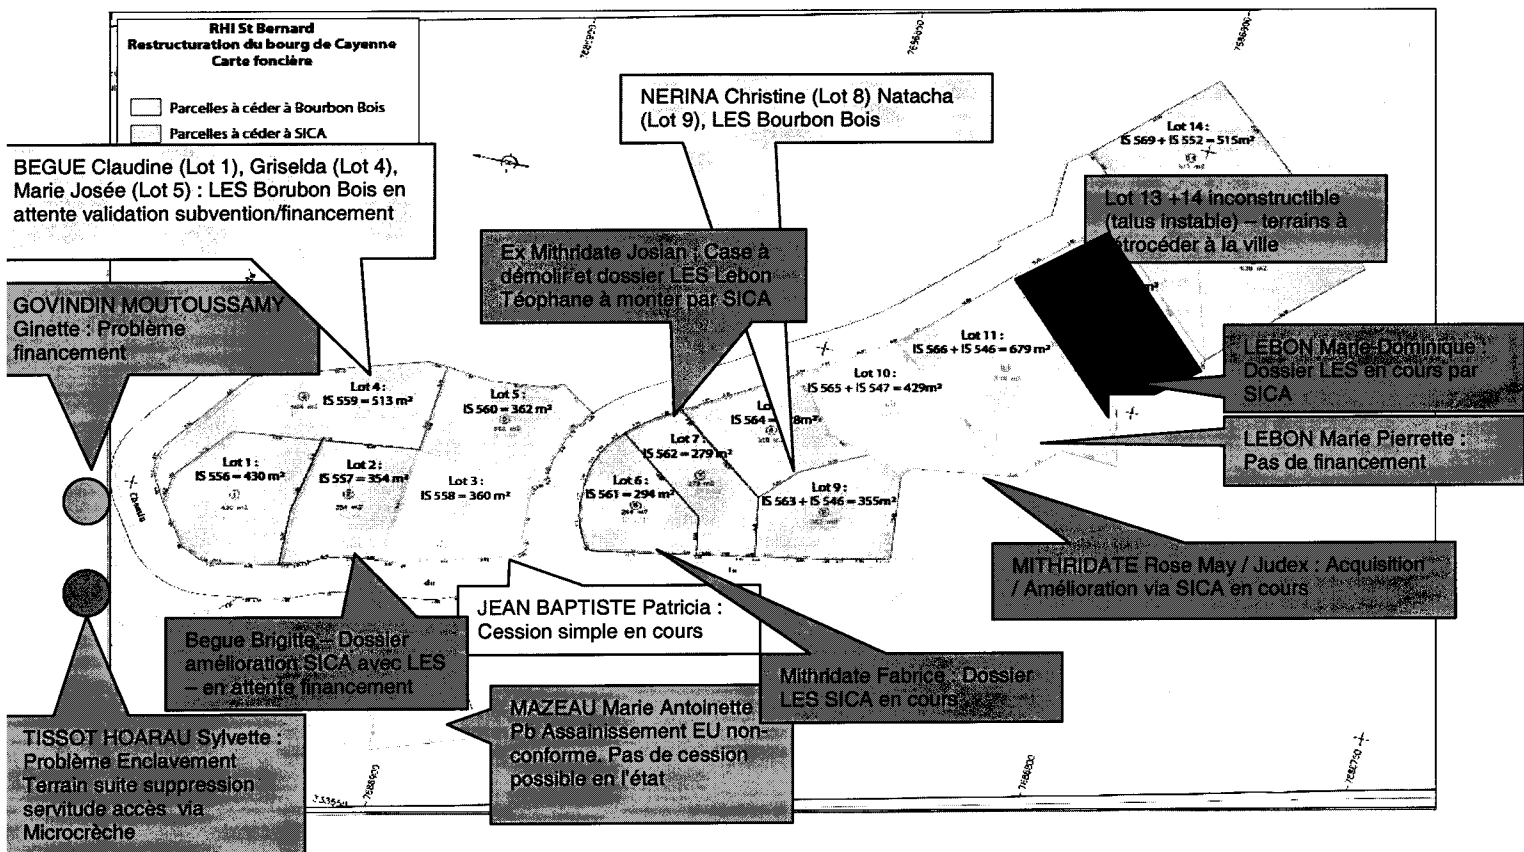 RHI St Bernard
Restructuration du bourg de Cayenne
Carte foncière
Parcelles à céder à Bourbon Bois
Parcelles à céder à SICA
BEGUE Claudine (Lot 1), Griselda (Lot 4),
Marie Josée (Lot 5) : LES Borubon Bois en
attente validation subvention/financement
NERINA Christine (Lot 8) Natacha
(Lot 9), LES Bourbon Bois
Lot 14 :
IS 569 + IS 552 = 515m²
Lot 13 +14 inconstructible
(talus instable) – terrains à
rétrocéder à la ville
Ex Mithridate Josian : Case à
démolir et dossier LES Lebon
Téophane à monter par SICA
GOVINDIN MOUTOUSSAMY
Ginette : Problème
financement
LEBON Marie-Dominique :
Dossier LES en cours par
SICA
LEBON Marie Pierrette :
Pas de financement
Lot 11 :
IS 566 + IS 546 = 679 m²
Lot 10 :
IS 565 + IS 547 = 429m²
Lot 4 :
IS 559 = 513 m²
Lot 5 :
IS 560 = 362 m²
IS 564 =
Lot 7 :
IS 562 = 279 m²
Lot 1 :
IS 556 = 430 m²
Lot 2 :
IS 557 = 354 m²
Lot 3 :
IS 558 = 360 m²
Lot 6 :
IS 561 = 294 m²
Lot 9 :
IS 563 + IS 546 = 355m²
Chemin
du
MITHRIDATE Rose May / Judex : Acquisition
/ Amélioration via SICA en cours
JEAN BAPTISTE Patricia :
Cession simple en cours
Begue Brigitte – Dossier
amélioration SICA avec LES
– en attente financement
Mithridate Fabrice : Dossier
LES SICA en cours
MAZEAU Marie Antoinette
Pb Assainissement EU non-
conforme. Pas de cession
possible en l'état
TISSOT HOARAU Sylvette :
Problème Enclavement
Terrain suite suppression
servitude accès via
Microcrèche